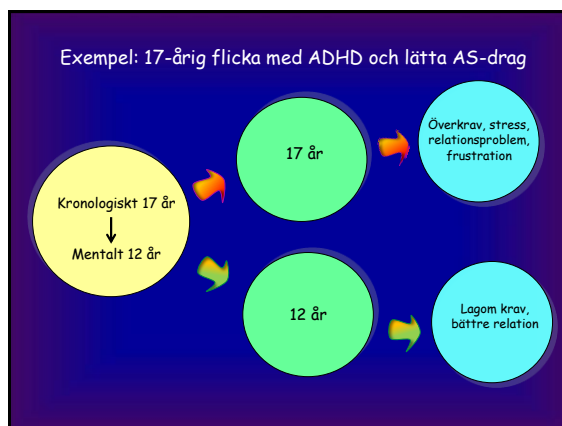 Exempel: 17-årig flicka med ADHD och lätta AS-drag
Kronologiskt 17 år
Mentalt 12 år
17 år
Överkrav, stress,
relationsproblem,
frustration
12 år
Lagom krav,
bättre relation